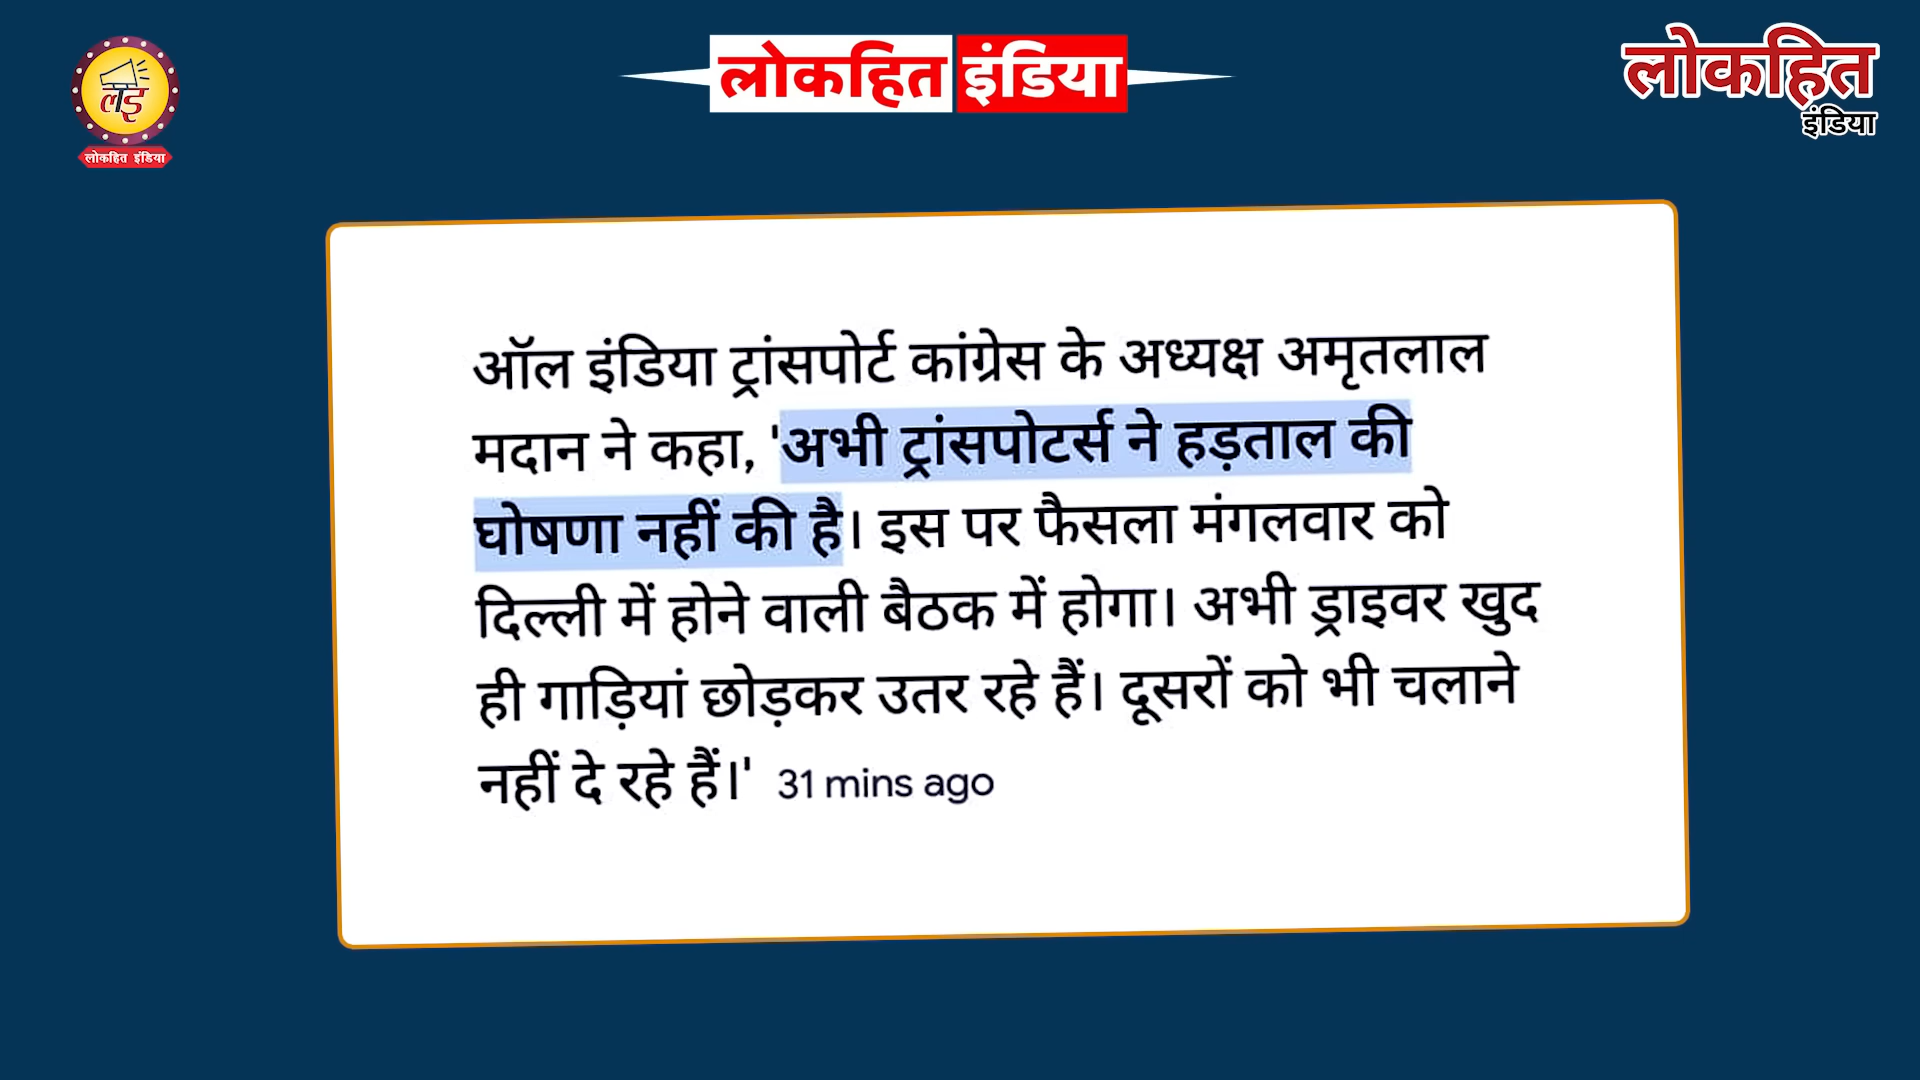 लोकहित इंडिया
लोकहित
इंडिया
लइ
लोकहित इंडिया
ऑल इंडिया ट्रांसपोर्ट कांग्रेस के अध्यक्ष अमृतलाल
मदान ने कहा, 'अभी ट्रांसपोटर्स ने हड़ताल की
घोषणा नहीं की है। इस पर फैसला मंगलवार को
दिल्ली में होने वाली बैठक में होगा। अभी ड्राइवर खुद
ही गाड़ियां छोड़कर उतर रहे हैं। दूसरों को भी चलाने
नहीं दे रहे हैं।' 31 mins ago